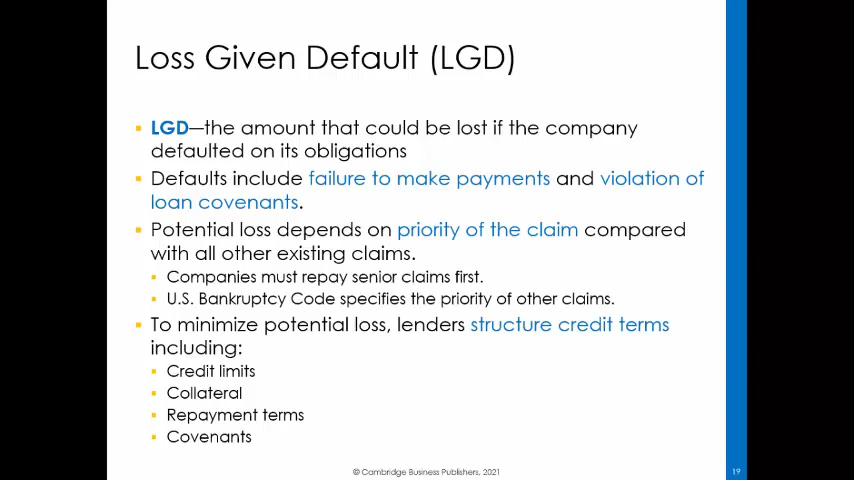 Loss Given Default (LGD)
▪ LGD—the amount that could be lost if the company
defaulted on its obligations
▪ Defaults include failure to make payments and violation of
loan covenants.
▪ Potential loss depends on priority of the claim compared
with all other existing claims.
▪ Companies must repay senior claims first.
▪ U.S. Bankruptcy Code specifies the priority of other claims.
▪ To minimize potential loss, lenders structure credit terms
including:
▪ Credit limits
▪ Collateral
▪ Repayment terms
▪ Covenants
© Cambridge Business Publishers, 2021
19